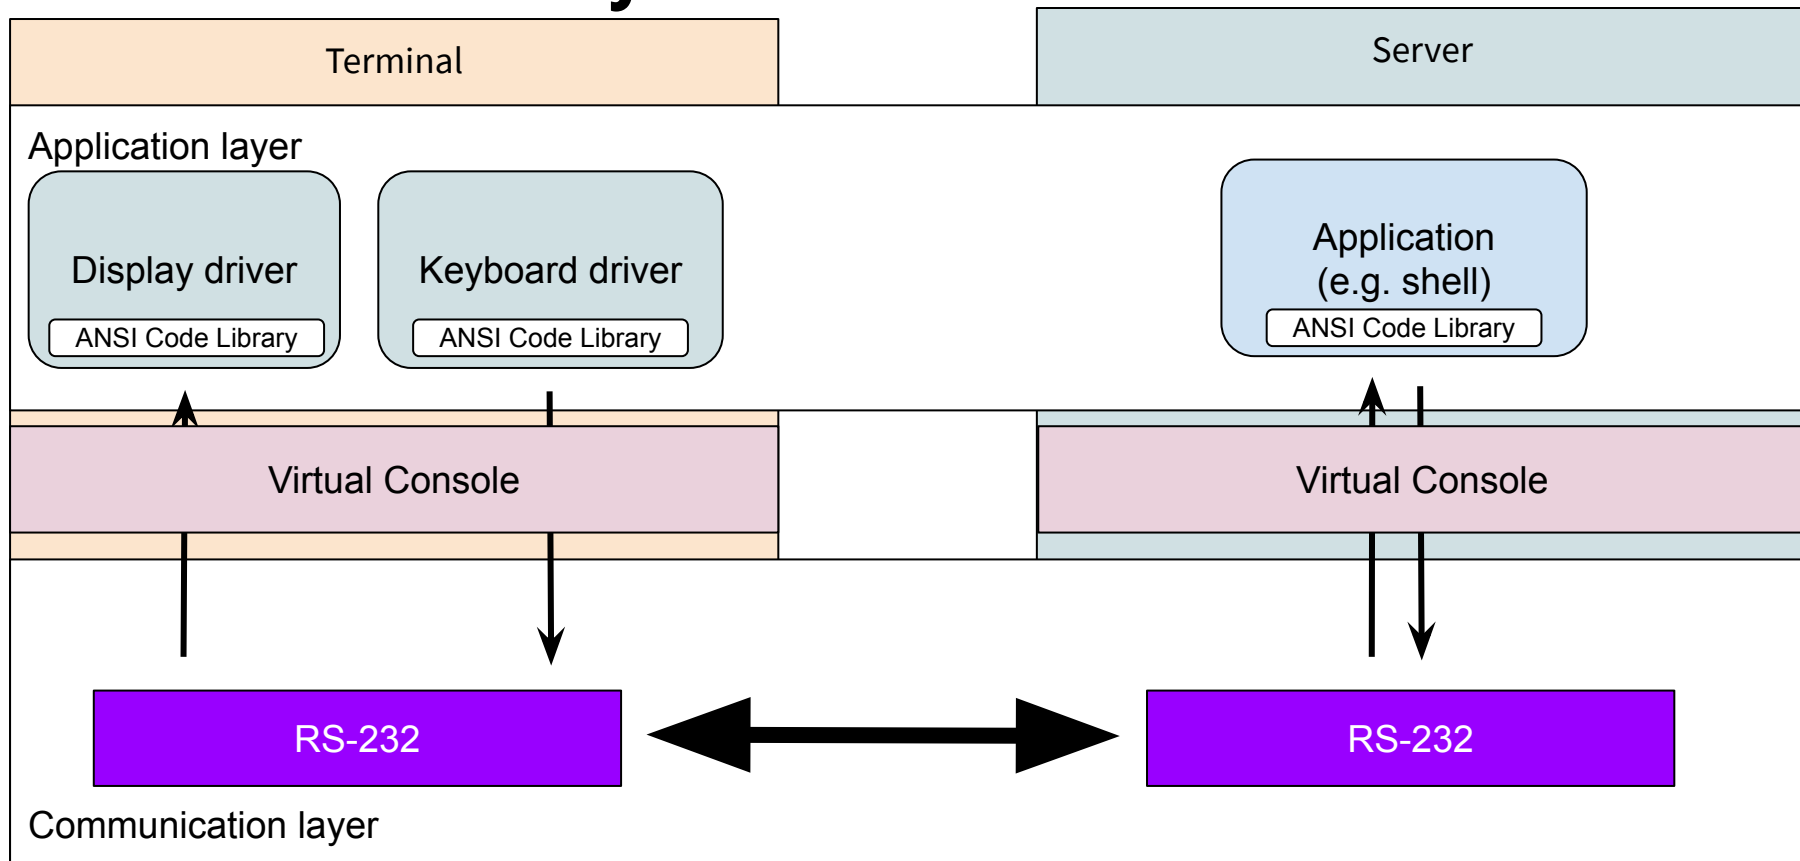 Terminal
Server
Application layer
Display driver
ANSI Code Library
Keyboard driver
ANSI Code Library
Application
(e.g. shell)
ANSI Code Library
Virtual Console
Virtual Console
RS-232
RS-232
Communication layer